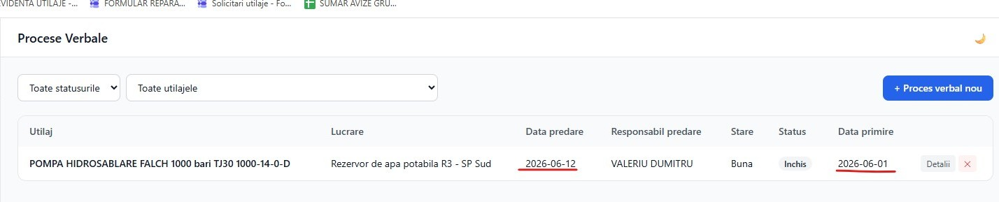 EVIDENTA UTILAJE -... FORMULAR REPARA... Solicitari utilaje - Fo... SUMAR AVIZE GRU...
Procese Verbale
Toate statusurile Toate utilajele + Proces verbal nou
Utilaj Lucrare Data predare Responsabil predare Stare Status Data primire
POMPA HIDROSABLARE FALCH 1000 bari TJ30 1000-14-0-D Rezervor de apa potabila R3 - SP Sud 2026-06-12 VALERIU DUMITRU Buna Inchis 2026-06-01 Detalii